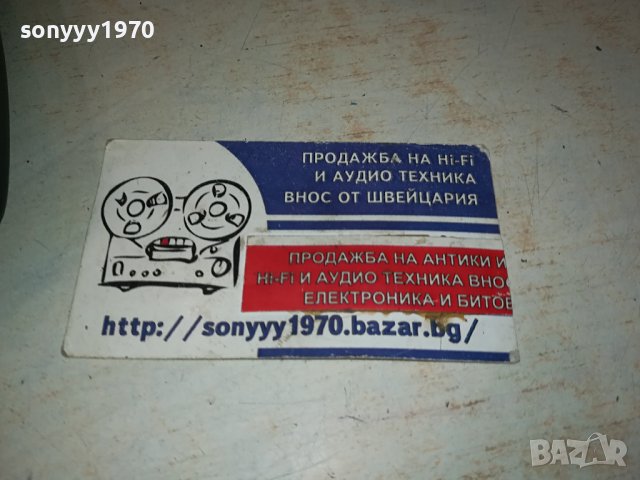 sonyyy1970
ПРОДАЖБА НА Hi-Fi
И АУДИО ТЕХНИКА
ВНОС ОТ ШВЕЙЦАРИЯ
ПРОДАЖБА НА АНТИКИ И
Hi-Fi И АУДИО ТЕХНИКА ВНОС
ЕЛЕКТРОНИКА И БИТОВ
http://sonyyy1970.bazar.bg/
BAZAR
bg